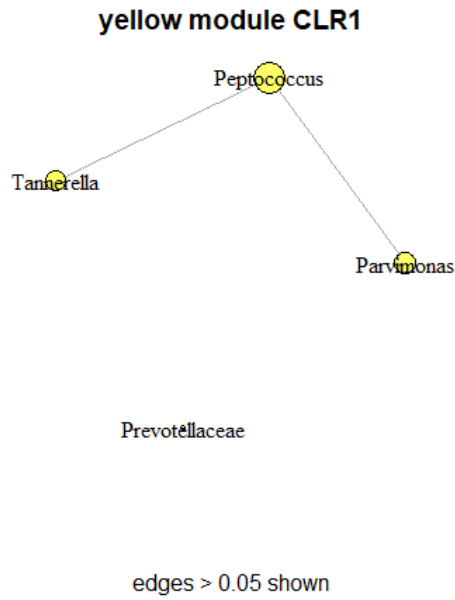 yellow module CLR1
Peptococcus
Tannerella
Parvimonas
Prevotellaceae
edges > 0.05 shown